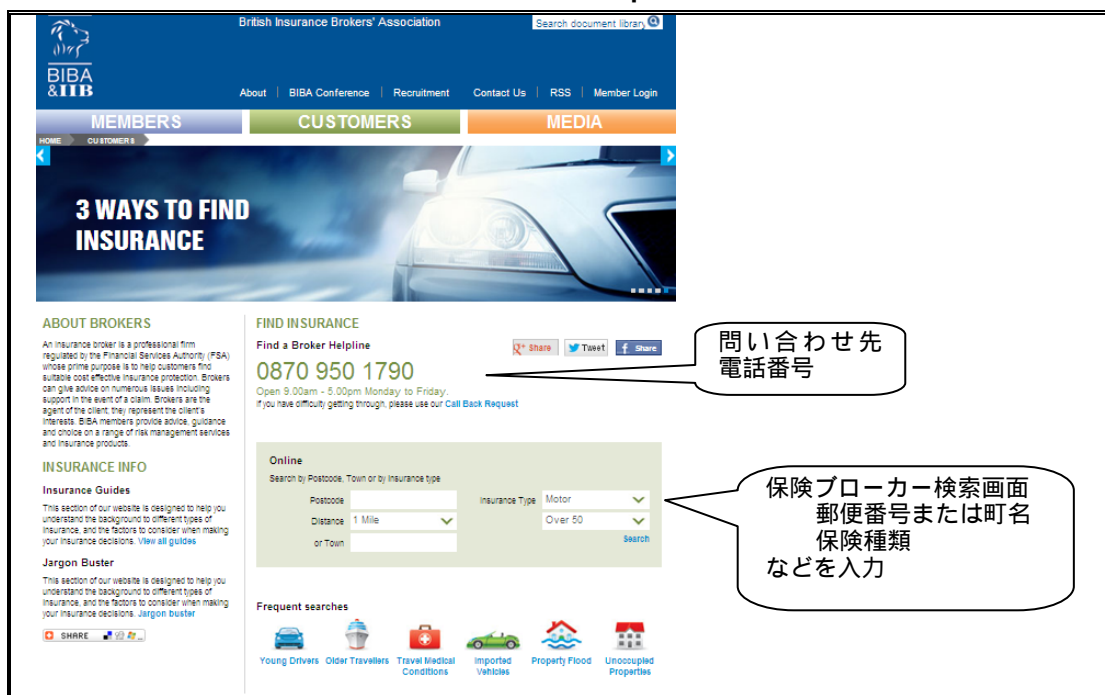 British Insurance Brokers' Association
Search document library
BIBA
&IIB
About | BIBA Conference | Recruitment Contact Us | RSS | Member Login
MEMBERS
CUSTOMERS
MEDIA
HOME CUSTOMERS
3 WAYS TO FIND
INSURANCE
ABOUT BROKERS
An insurance broker is a professional firm
regulated by the Financial Services Authority (FSA)
whose prime purpose is to help customers find
suitable cost effective insurance protection. Brokers
can give advice on numerous issues including
support in the event of a claim. Brokers are the
agent of the client; they represent the client's
interests. BIBA members provide advice, guidance
and choice on a range of risk management services
and insurance products.
INSURANCE INFO
Insurance Guides
This section of our website is designed to help you
understand the background to different types of
insurance, and the factors to consider when making
your insurance decisions. View all guides
Jargon Buster
This section of our website is designed to help you
understand the background to different types of
insurance, and the factors to consider when making
your insurance decisions. Jargon buster
SHARE
FIND INSURANCE
Find a Broker Helpline
Share
Tweet
Share
0870 950 1790
Open 9.00am - 5.00pm Monday to Friday.
If you have difficulty getting through, please use our Call Back Request
Online
Search by Postcode, Town or by insurance type
Postcode
Insurance Type Motor
Distance 1 Mile
Over 50
or Town
Search
Frequent searches
Young Drivers
Older Travellers
Travel Medical
Conditions
Imported
Vehicles
Property Flood
Unoccupied
Properties
問い合わせ先
電話番号
保険ブローカー検索画面
郵便番号または町名
保険種類
などを入力